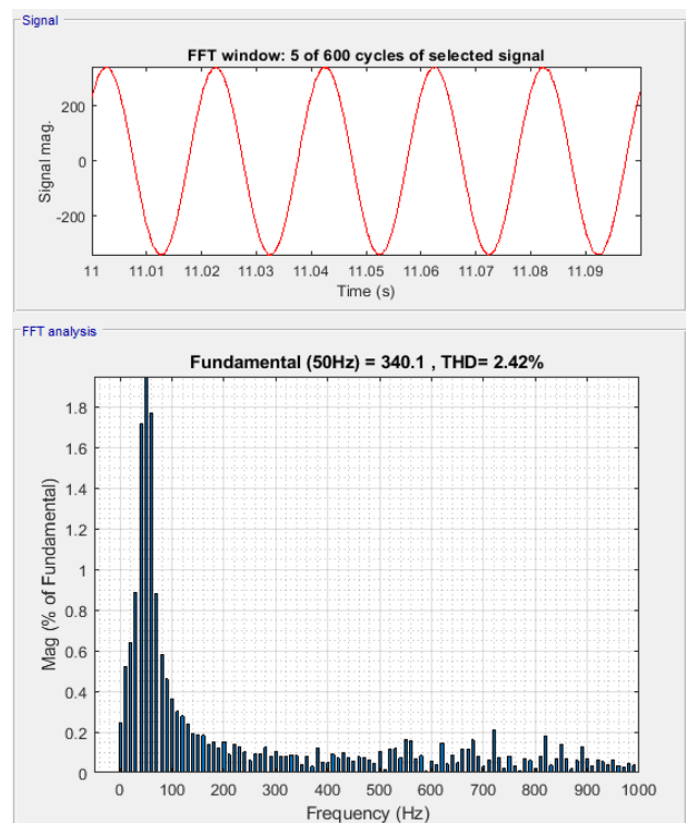 Signal
FFT window: 5 of 600 cycles of selected signal
200
0
-200
Signal mag.
11 11.01 11.02 11.03 11.04 11.05 11.06 11.07 11.08 11.09
Time (s)
FFT analysis
Fundamental (50Hz) = 340.1 , THD= 2.42%
1.8
1.6
1.4
1.2
1
0.8
0.6
0.4
0.2
0
Mag (% of Fundamental)
0 100 200 300 400 500 600 700 800 900 1000
Frequency (Hz)